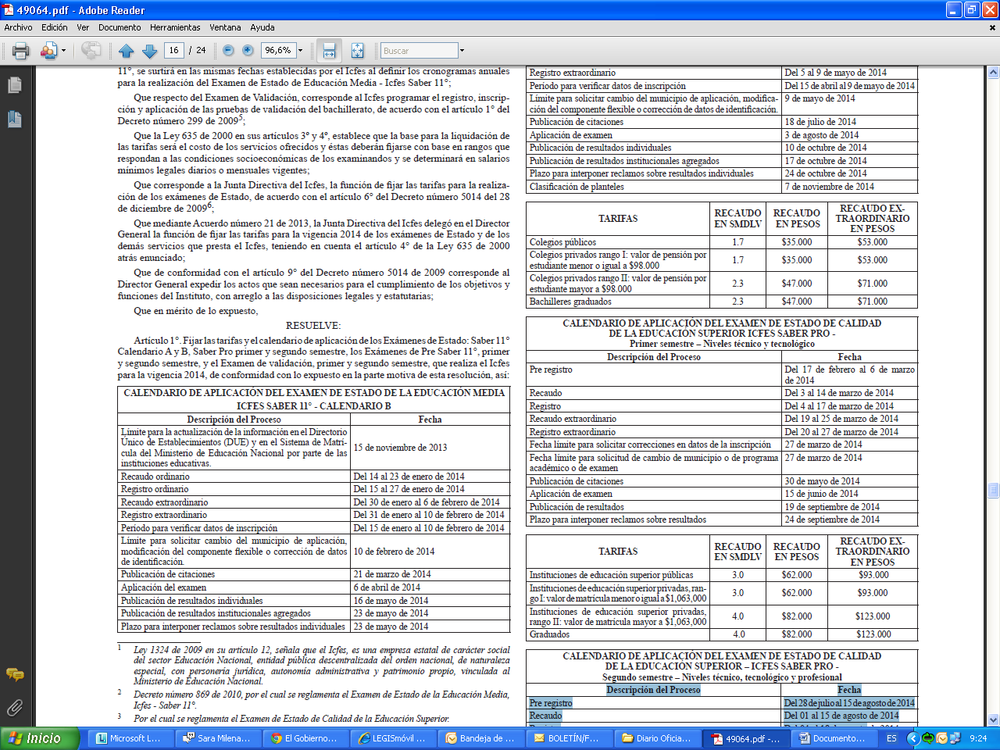 49064.pdf - Adobe Reader
Archivo Edición Ver Documento Herramientas Ventana Ayuda
16 / 24 96,6% Buscar
11°, se surtirá en las mismas fechas establecidas por el Icfes al definir los cronogramas anuales
para la realización del Examen de Estado de Educación Media - Icfes Saber 11°;
Que respecto del Examen de Validación, corresponde al Icfes programar el registro, inscrip-
ción y aplicación de las pruebas de validación del bachillerato, de acuerdo con el artículo 1° del
Decreto número 299 de 2009⁵;
Que la Ley 635 de 2000 en sus artículos 3º y 4º, establece que la base para la liquidación de
las tarifas será el costo de los servicios ofrecidos y éstas deberán fijarse con base en rangos que
respondan a las condiciones socioeconómicas de los examinandos y se determinará en salarios
mínimos legales diarios o mensuales vigentes;
Que corresponde a la Junta Directiva del Icfes, la función de fijar las tarifas para la realiza-
ción de los exámenes de Estado, de acuerdo con el artículo 6° del Decreto número 5014 del 28
de diciembre de 2009⁶;
Que mediante Acuerdo número 21 de 2013, la Junta Directiva del Icfes delegó en el Director
General la función de fijar las tarifas para la vigencia 2014 de los exámenes de Estado y de los
demás servicios que presta el Icfes, teniendo en cuenta el artículo 4° de la Ley 635 de 2000
atrás enunciado;
Que de conformidad con el artículo 9° del Decreto número 5014 de 2009 corresponde al
Director General expedir los actos que sean necesarios para el cumplimiento de los objetivos y
funciones del Instituto, con arreglo a las disposiciones legales y estatutarias;
Que en mérito de lo expuesto,
RESUELVE:
Artículo 1°. Fijar las tarifas y el calendario de aplicación de los Exámenes de Estado: Saber 11°
Calendario A y B, Saber Pro primer y segundo semestre, los Exámenes de Pre Saber 11°, primer
y segundo semestre, y el Examen de validación, primer y segundo semestre, que realiza el Icfes
para la vigencia 2014, de conformidad con lo expuesto en la parte motiva de esta resolución, así:
CALENDARIO DE APLICACIÓN DEL EXAMEN DE ESTADO DE LA EDUCACIÓN MEDIA
ICFES SABER 11° - CALENDARIO B
Descripción del Proceso Fecha
Límite para la actualización de la información en el Directorio
Único de Establecimientos (DUE) y en el Sistema de Matrí-
cula del Ministerio de Educación Nacional por parte de las
instituciones educativas. 15 de noviembre de 2013
Recaudo ordinario Del 14 al 23 de enero de 2014
Registro ordinario Del 15 al 27 de enero de 2014
Recaudo extraordinario Del 30 de enero al 6 de febrero de 2014
Registro extraordinario Del 31 de enero al 10 de febrero de 2014
Período para verificar datos de inscripción Del 15 de enero al 10 de febrero de 2014
Límite para solicitar cambio del municipio de aplicación,
modificación del componente flexible o corrección de datos
de identificación. 10 de febrero de 2014
Publicación de citaciones 21 de marzo de 2014
Aplicación del examen 6 de abril de 2014
Publicación de resultados individuales 16 de mayo de 2014
Publicación de resultados institucionales agregados 23 de mayo de 2014
Plazo para interponer reclamos sobre resultados individuales 23 de mayo de 2014
1 Ley 1324 de 2009 en su artículo 12, señala que el Icfes, es una empresa estatal de carácter social
del sector Educación Nacional, entidad pública descentralizada del orden nacional, de naturaleza
especial, con personería jurídica, autonomía administrativa y patrimonio propio, vinculada al
Ministerio de Educación Nacional.
2 Decreto número 869 de 2010, por el cual se reglamenta el Examen de Estado de la Educación Media,
Icfes - Saber 11°.
3 Por el cual se reglamenta el Examen de Estado de Calidad de la Educación Superior.
Registro extraordinario Del 5 al 9 de mayo de 2014
Período para verificar datos de inscripción Del 15 de abril al 9 de mayo de 2014
Límite para solicitar cambio del municipio de aplicación, modifica-
ción del componente flexible o corrección de datos de identificación. 9 de mayo de 2014
Publicación de citaciones 18 de julio de 2014
Aplicación de examen 3 de agosto de 2014
Publicación de resultados individuales 10 de octubre de 2014
Publicación de resultados institucionales agregados 17 de octubre de 2014
Plazo para interponer reclamos sobre resultados individuales 24 de octubre de 2014
Clasificación de planteles 7 de noviembre de 2014
TARIFAS RECAUDO EN SMDLV RECAUDO EN PESOS RECAUDO EX-TRAORDINARIO EN PESOS
Colegios públicos 1.7 $35.000 $53.000
Colegios privados rango I: valor de pensión por
estudiante menor o igual a $98.000 1.7 $35.000 $53.000
Colegios privados rango II: valor de pensión por
estudiante mayor a $98.000 2.3 $47.000 $71.000
Bachilleres graduados 2.3 $47.000 $71.000
CALENDARIO DE APLICACIÓN DEL EXAMEN DE ESTADO DE CALIDAD
DE LA EDUCACIÓN SUPERIOR ICFES SABER PRO -
Primer semestre – Niveles técnico y tecnológico
Descripción del Proceso Fecha
Pre registro Del 17 de febrero al 6 de marzo
de 2014
Recaudo Del 3 al 14 de marzo de 2014
Registro Del 4 al 17 de marzo de 2014
Recaudo extraordinario Del 19 al 25 de marzo de 2014
Registro extraordinario Del 20 al 27 de marzo de 2014
Fecha límite para solicitar correcciones en datos de la inscripción 27 de marzo de 2014
Fecha límite para solicitud de cambio de municipio o de programa
académico o de examen 27 de marzo de 2014
Publicación de citaciones 30 de mayo de 2014
Aplicación de examen 15 de junio de 2014
Publicación de resultados 19 de septiembre de 2014
Plazo para interponer reclamos sobre resultados 24 de septiembre de 2014
TARIFAS RECAUDO EN SMDLV RECAUDO EN PESOS RECAUDO EX-TRAORDINARIO EN PESOS
Instituciones de educación superior públicas 3.0 $62.000 $93.000
Instituciones de educación superior privadas, ran-
go I: valor de matrícula menor o igual a $1,063,000 3.0 $62.000 $93.000
Instituciones de educación superior privadas,
rango II: valor de matrícula mayor a $1,063,000 4.0 $82.000 $123.000
Graduados 4.0 $82.000 $123.000
CALENDARIO DE APLICACIÓN DEL EXAMEN DE ESTADO DE CALIDAD
DE LA EDUCACIÓN SUPERIOR – ICFES SABER PRO -
Segundo semestre – Niveles técnico, tecnológico y profesional
Descripción del Proceso Fecha
Pre registro Del 28 de julio al 15 de agosto de 2014
Recaudo Del 01 al 15 de agosto de 2014
Inicio Microsoft L... Sara Milena... El Gobierno... LEGISmóvil ... Bandeja de ... BOLETÍN/F... Diario Oficia... 49064.pdf -... Documento... ES 9:24